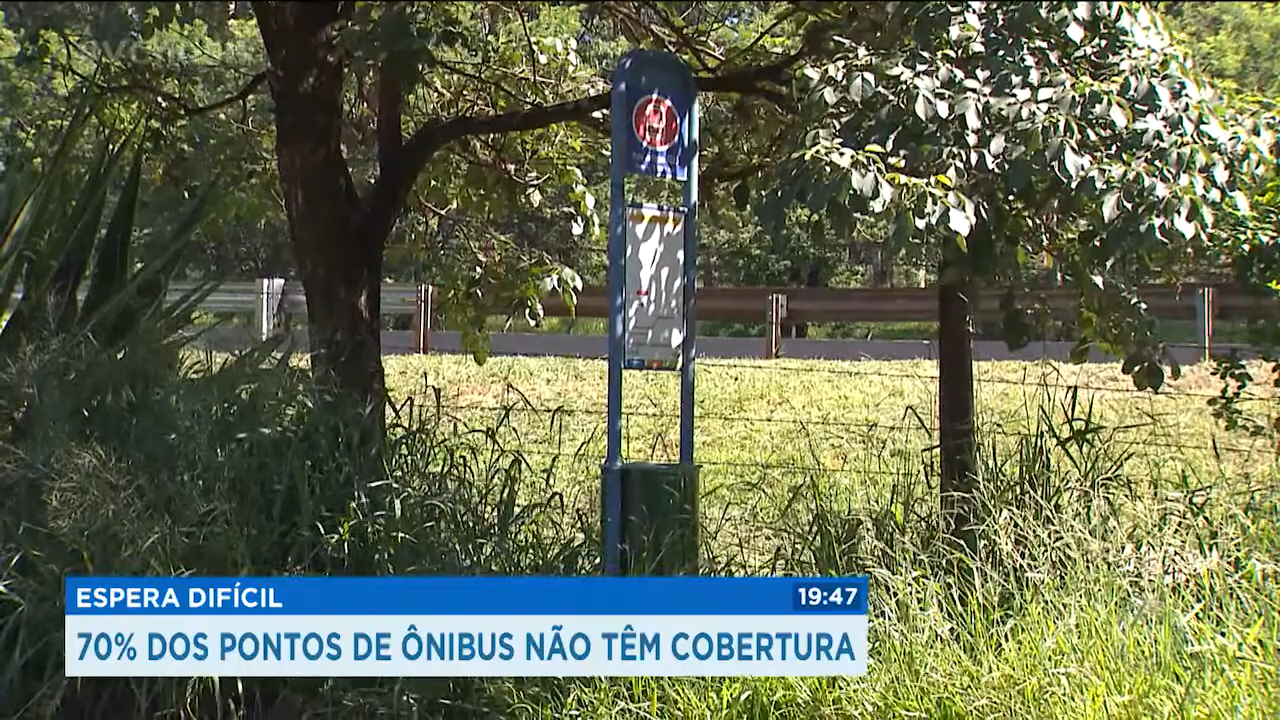 ESPERA DIFÍCIL
19:47
70% DOS PONTOS DE ÔNIBUS NÃO TÊM COBERTURA